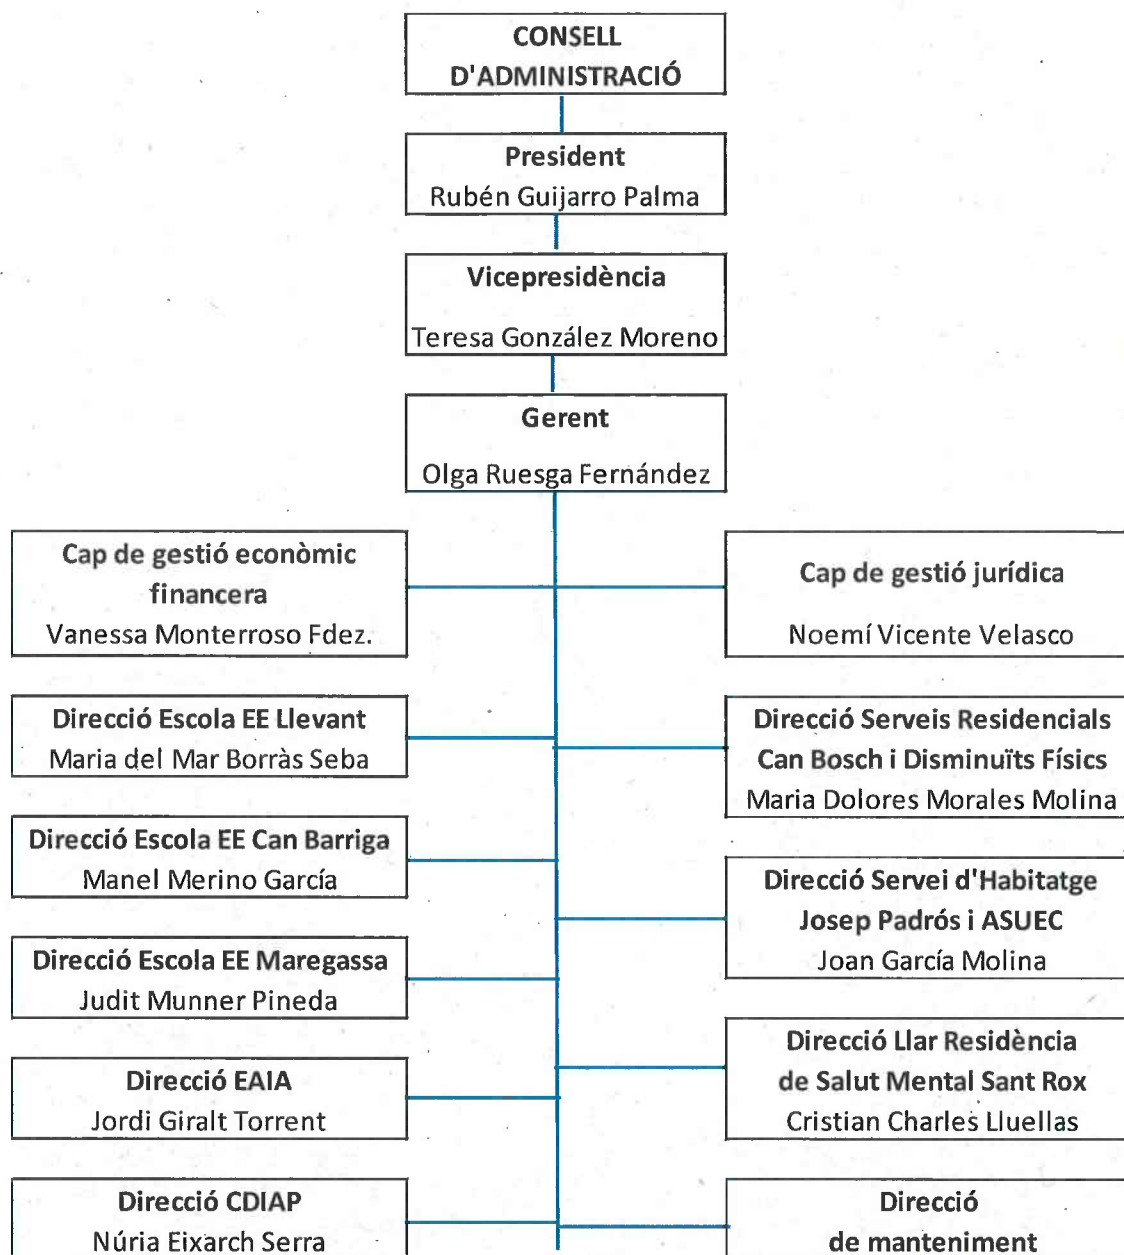 CONSELL
D'ADMINISTRACIÓ
President
Rubén Guijarro Palma
Vicepresidència
Teresa González Moreno
Gerent
Olga Ruesga Fernández
Cap de gestió econòmic
financera
Vanessa Monterroso Fdez.
Cap de gestió jurídica
Noemí Vicente Velasco
Direcció Escola EE Llevant
Maria del Mar Borràs Seba
Direcció Serveis Residencials
Can Bosch i Disminuïts Físics
Maria Dolores Morales Molina
Direcció Escola EE Can Barriga
Manel Merino García
Direcció Servei d'Habitatge
Josep Padrós i ASUEC
Joan García Molina
Direcció Escola EE Maregassa
Judit Munner Pineda
Direcció Llar Residència
de Salut Mental Sant Rox
Cristian Charles Lluellas
Direcció EAIA
Jordi Giralt Torrent
Direcció CDIAP
Núria Eixarch Serra
Direcció
de manteniment